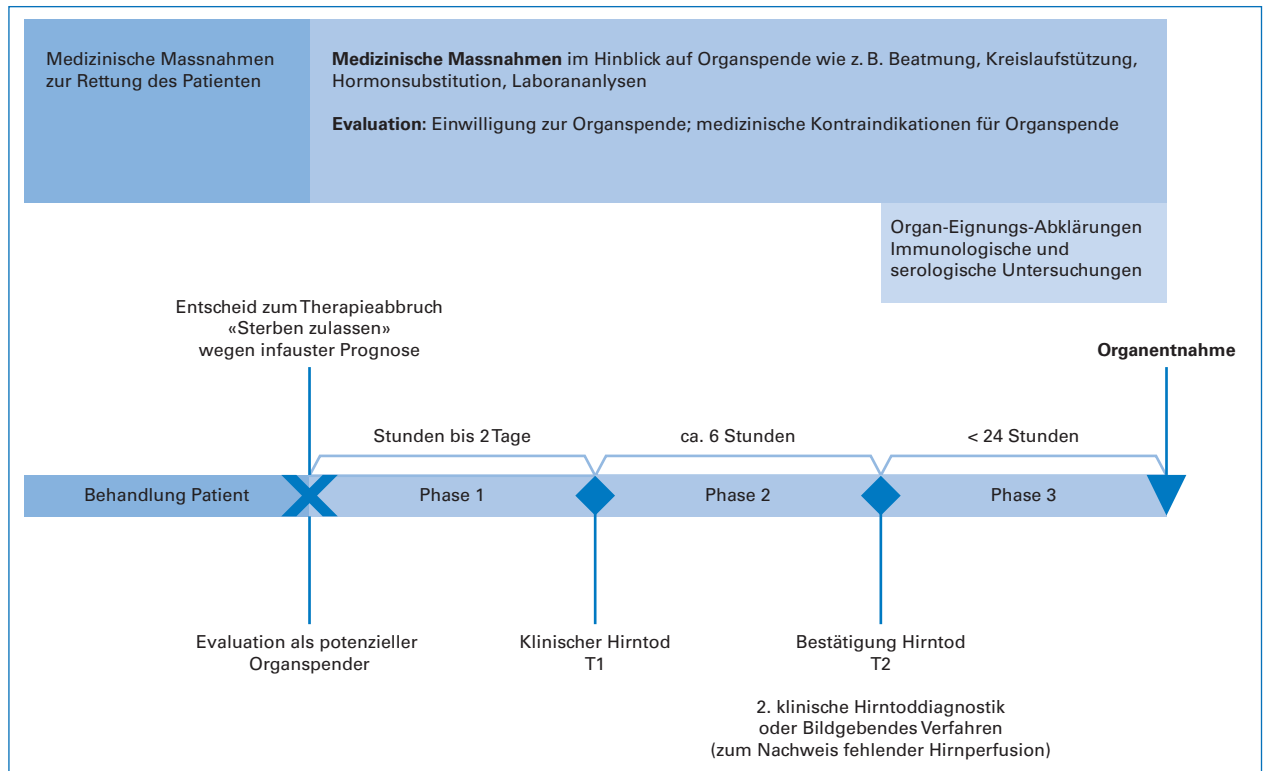 Medizinische Massnahmen
zur Rettung des Patienten
Medizinische Massnahmen im Hinblick auf Organspende wie z. B. Beatmung, Kreislaufstützung,
Hormonsubstitution, Laborananlysen
Evaluation: Einwilligung zur Organspende; medizinische Kontraindikationen für Organspende
Organ-Eignungs-Abklärungen
Immunologische und
serologische Untersuchungen
Entscheid zum Therapieabbruch
«Sterben zulassen»
wegen infauster Prognose
Organentnahme
Stunden bis 2 Tage
ca. 6 Stunden
< 24 Stunden
Behandlung Patient
Phase 1
Phase 2
Phase 3
Evaluation als potenzieller
Organspender
Klinischer Hirntod
T1
Bestätigung Hirntod
T2
2. klinische Hirntoddiagnostik
oder Bildgebendes Verfahren
(zum Nachweis fehlender Hirnperfusion)